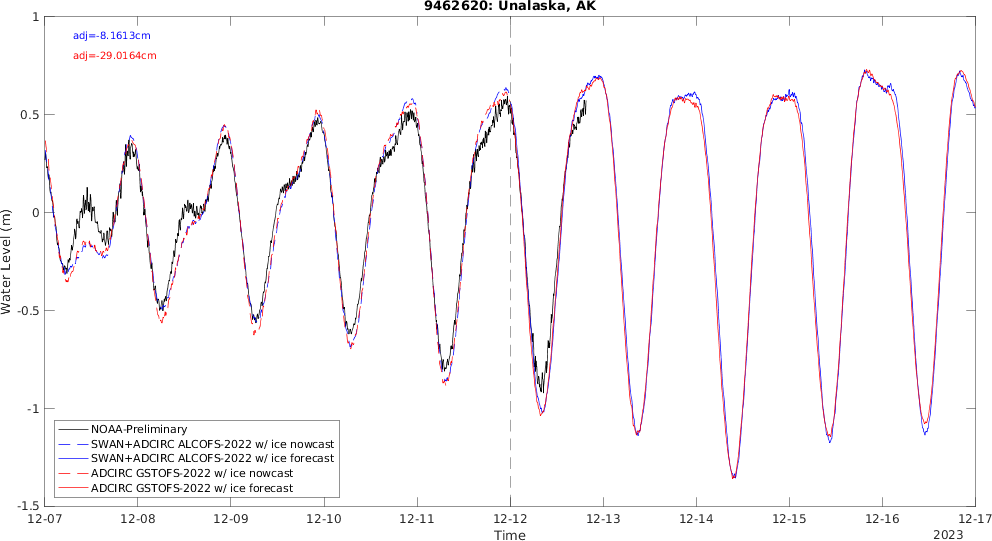 9462620: Unalaska, AK
adj=-8.1613cm
adj=-29.0164cm
Water Level (m)
1
0.5
0
-0.5
-1
-1.5
NOAA-Preliminary
SWAN+ADCIRC ALCOFS-2022 w/ ice nowcast
SWAN+ADCIRC ALCOFS-2022 w/ ice forecast
ADCIRC GSTOFS-2022 w/ ice nowcast
ADCIRC GSTOFS-2022 w/ ice forecast
12-07 12-08 12-09 12-10 12-11 12-12 12-13 12-14 12-15 12-16 12-17
Time
2023